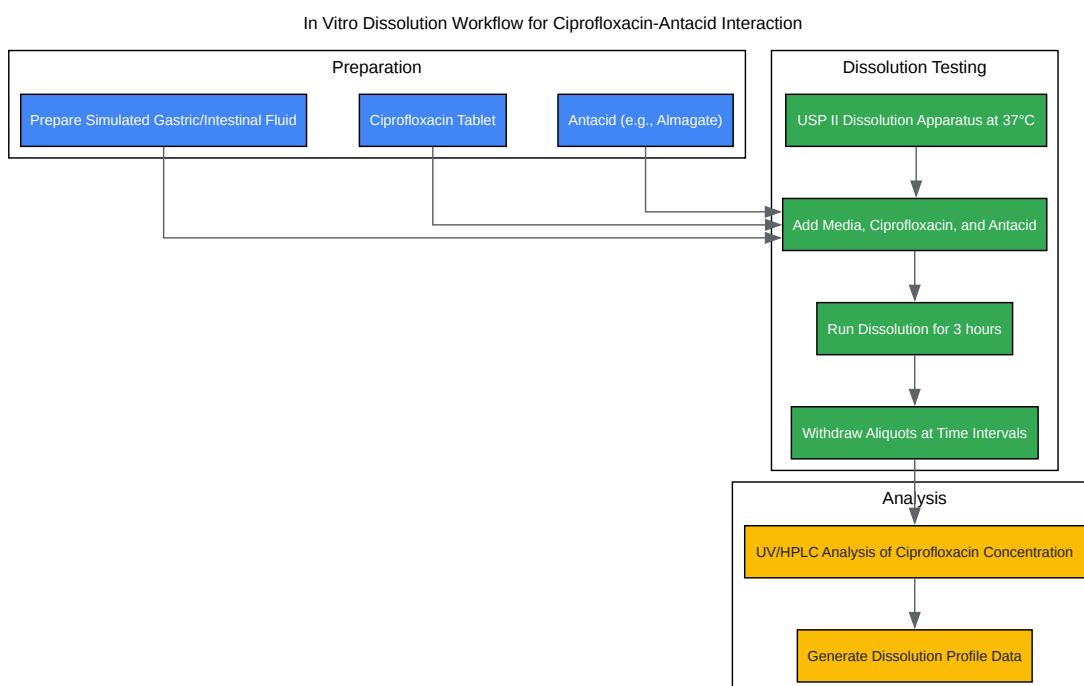 In Vitro Dissolution Workflow for Ciprofloxacin-Antacid Interaction
Preparation
Prepare Simulated Gastric/Intestinal Fluid
Ciprofloxacin Tablet
Antacid (e.g., Almagate)
Dissolution Testing
USP II Dissolution Apparatus at 37°C
Add Media, Ciprofloxacin, and Antacid
Run Dissolution for 3 hours
Withdraw Aliquots at Time Intervals
Analysis
UV/HPLC Analysis of Ciprofloxacin Concentration
Generate Dissolution Profile Data